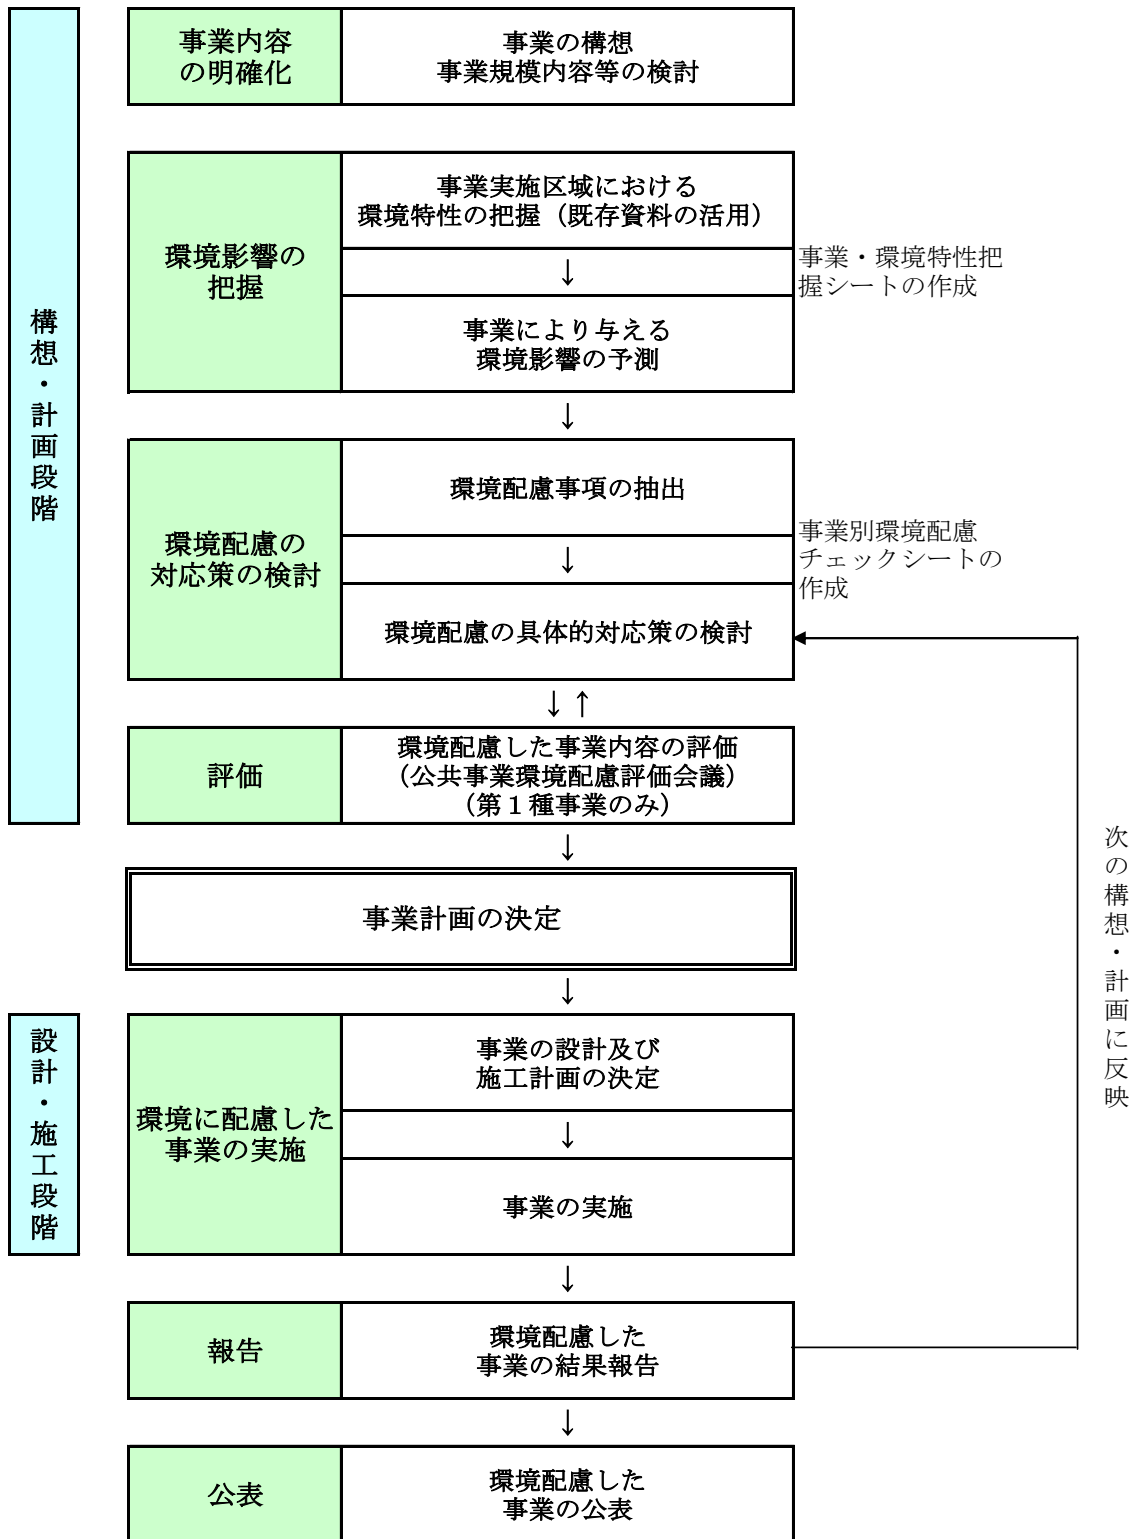 構想・計画段階
事業内容
の明確化
事業の構想
事業規模内容等の検討
環境影響の
把握
事業実施区域における
環境特性の把握（既存資料の活用）
↓
事業により与える
環境影響の予測
事業・環境特性把
握シートの作成
↓
環境配慮の
対応策の検討
環境配慮事項の抽出
↓
環境配慮の具体的対応策の検討
事業別環境配慮
チェックシートの
作成
↓↑
評価
環境配慮した事業内容の評価
（公共事業環境配慮評価会議）
（第１種事業のみ）
↓
事業計画の決定
↓
設計・施工段階
環境に配慮した
事業の実施
事業の設計及び
施工計画の決定
↓
事業の実施
↓
報告
環境配慮した
事業の結果報告
次の構想・計画に反映
↓
公表
環境配慮した
事業の公表